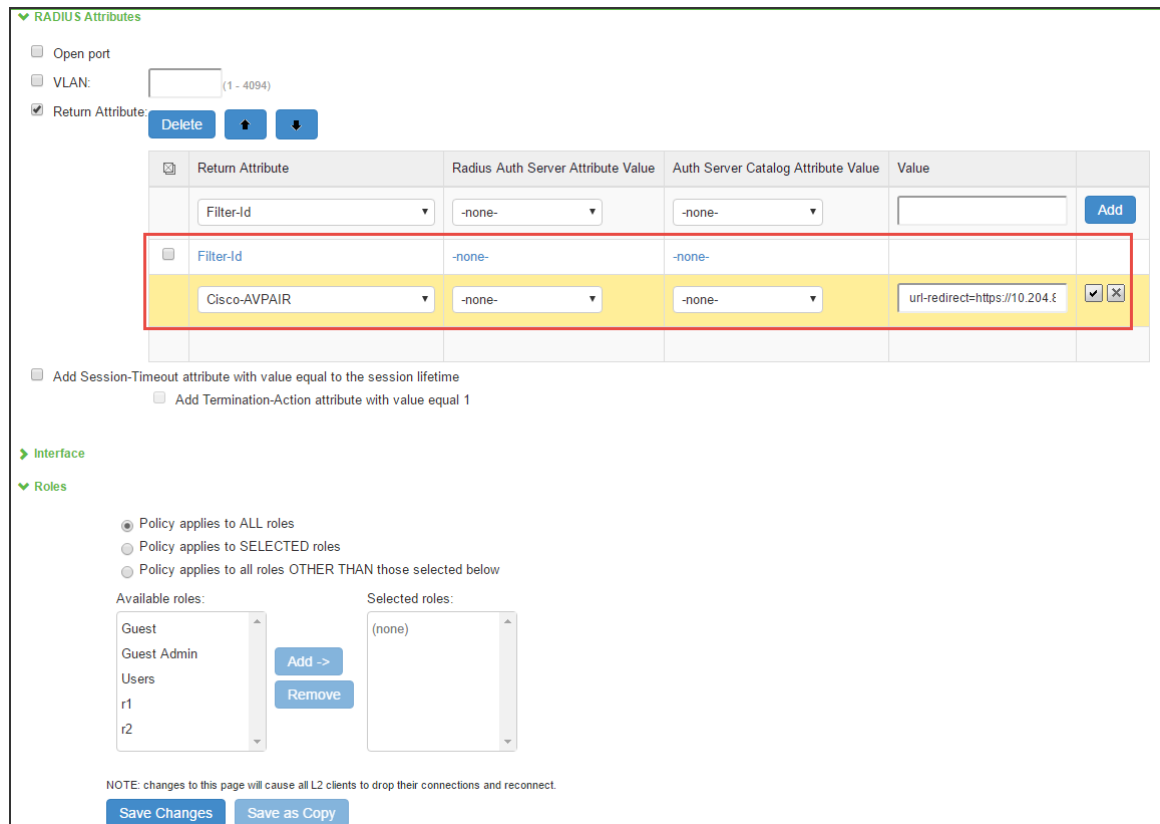 RADIUS Attributes
Open port
VLAN: (1 - 4094)
Return Attribute:
Delete
Return Attribute Radius Auth Server Attribute Value Auth Server Catalog Attribute Value Value
Filter-Id -none- -none- Add
Filter-Id -none- -none-
Cisco-AVPAIR -none- -none- url-redirect=https://10.204.8
Add Session-Timeout attribute with value equal to the session lifetime
Add Termination-Action attribute with value equal 1
Interface
Roles
Policy applies to ALL roles
Policy applies to SELECTED roles
Policy applies to all roles OTHER THAN those selected below
Available roles: Selected roles:
Guest (none)
Guest Admin
Users
r1
r2
Add ->
Remove
NOTE: changes to this page will cause all L2 clients to drop their connections and reconnect.
Save Changes Save as Copy